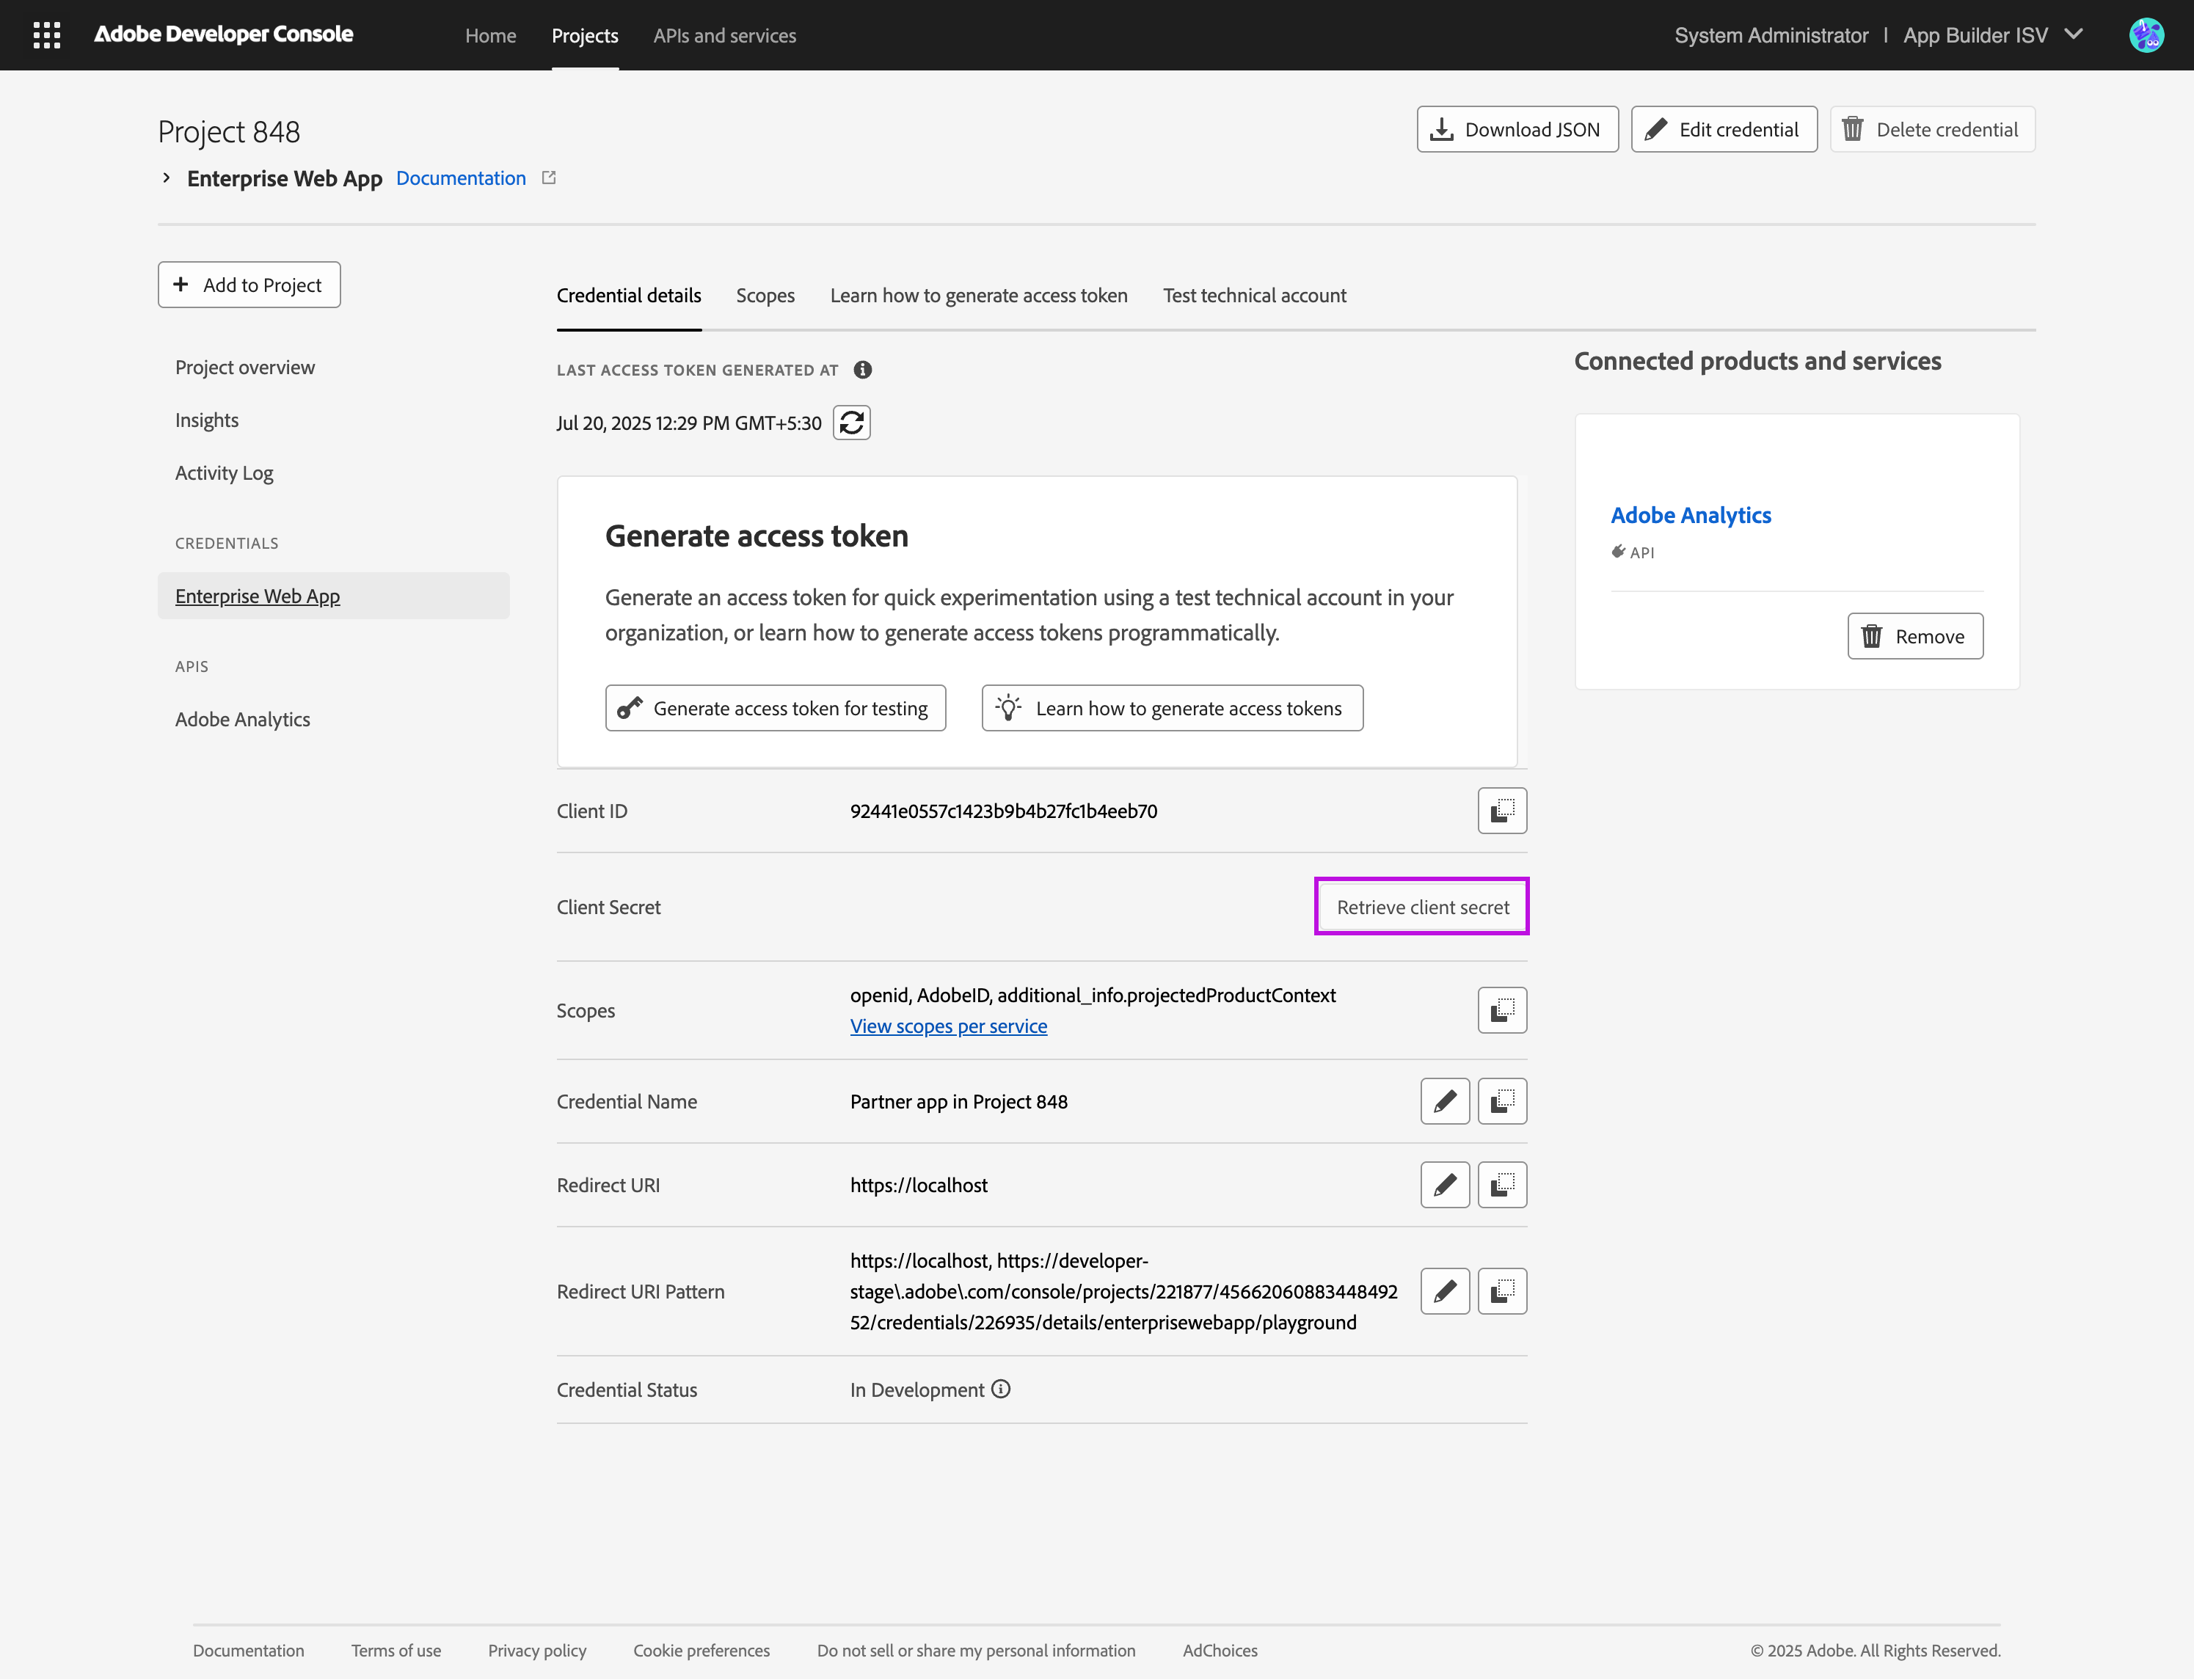 Adobe Developer Console
Home
Projects
APIs and services
System Administrator | App Builder ISV
Project 848
Download JSON
Edit credential
Delete credential
Enterprise Web App Documentation
Add to Project
Project overview
Insights
Activity Log
CREDENTIALS
Enterprise Web App
APIS
Adobe Analytics
Credential details
Scopes
Learn how to generate access token
Test technical account
LAST ACCESS TOKEN GENERATED AT
Jul 20, 2025 12:29 PM GMT+5:30
Generate access token
Generate an access token for quick experimentation using a test technical account in your
organization, or learn how to generate access tokens programmatically.
Generate access token for testing
Learn how to generate access tokens
Client ID
92441e0557c1423b9b4b27fc1b4eeb70
Client Secret
Retrieve client secret
Scopes
openid, AdobeID, additional_info.projectedProductContext
View scopes per service
Credential Name
Partner app in Project 848
Redirect URI
https://localhost
Redirect URI Pattern
https://localhost, https://developer-
stage\.adobe\.com/console/projects/221877/45662060883448492
52/credentials/226935/details/enterprisewebapp/playground
Credential Status
In Development
Connected products and services
Adobe Analytics
API
Remove
Documentation
Terms of use
Privacy policy
Cookie preferences
Do not sell or share my personal information
AdChoices
© 2025 Adobe. All Rights Reserved.